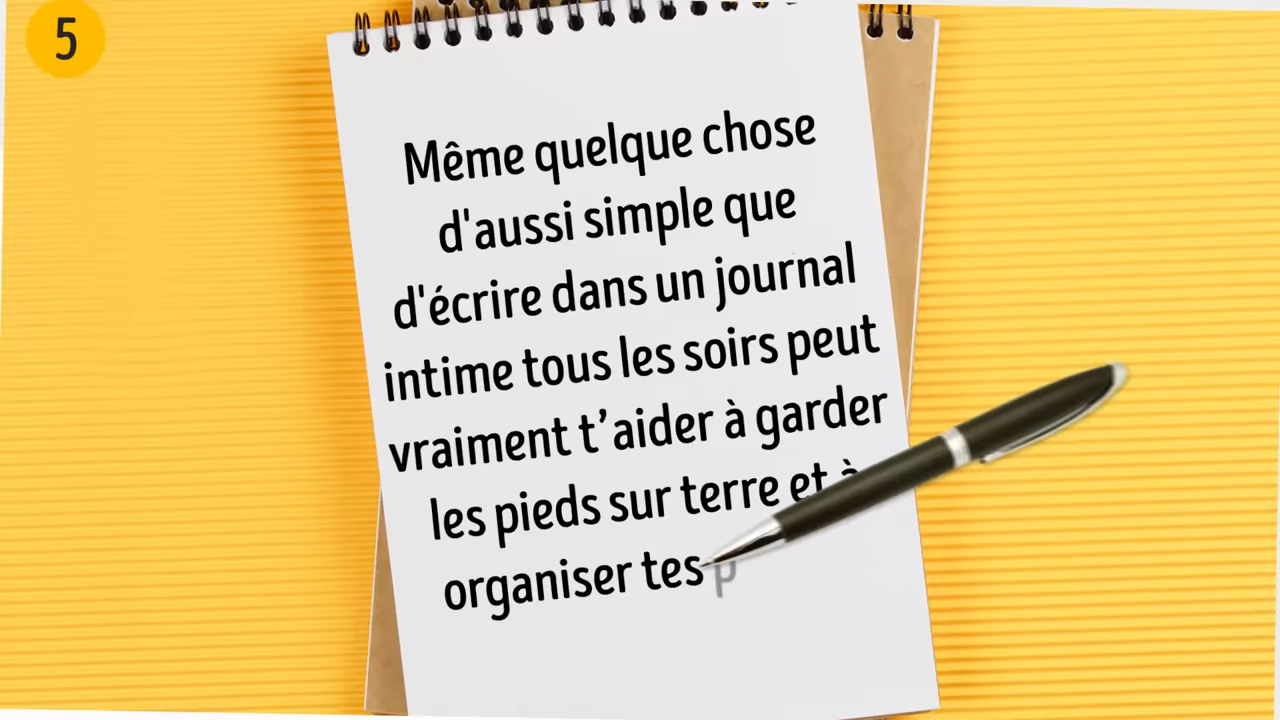 5
Même quelque chose
d'aussi simple que
d'écrire dans un journal
intime tous les soirs peut
vraiment t’aider à garder
les pieds sur terre et à
organiser tes p